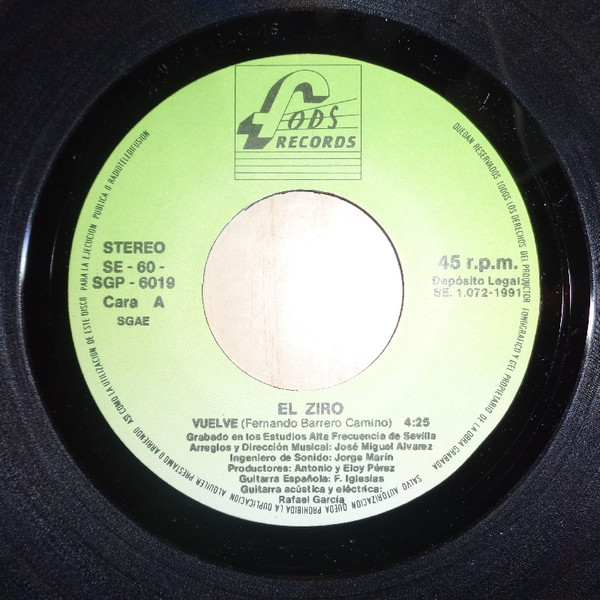 FODS
RECORDS
STEREO
SE - 60 -
SGP - 6019
Cara A
SGAE
45 r.p.m.
Depósito Legal:
SE. 1.072-1991
EL ZIRO
VUELVE (Fernando Barrero Camino) 4:25
Grabado en los Estudios Alta Frecuencia de Sevilla
Arreglos y Dirección Musical: José Miguel Alvarez
Ingeniero de Sonido: Jorge Marín
Productores: Antonio y Eloy Pérez
Guitarra Española: F. Iglesias
Guitarra acústica y eléctrica:
Rafael García
QUEDAN RESERVADOS TODOS LOS DERECHOS DEL PRODUCTOR FONOGRAFICO Y DEL PROPIETARIO DE LA OBRA GRABADA
SALVO AUTORIZACION QUEDA PROHIBIDA LA DUPLICACION ALQUILER PRESTAMO O ARRIENDO ASI COMO LA UTILIZACION DE ESTE DISCO PARA LA EJECUCION PUBLICA O RADIOTELEDIFUSION